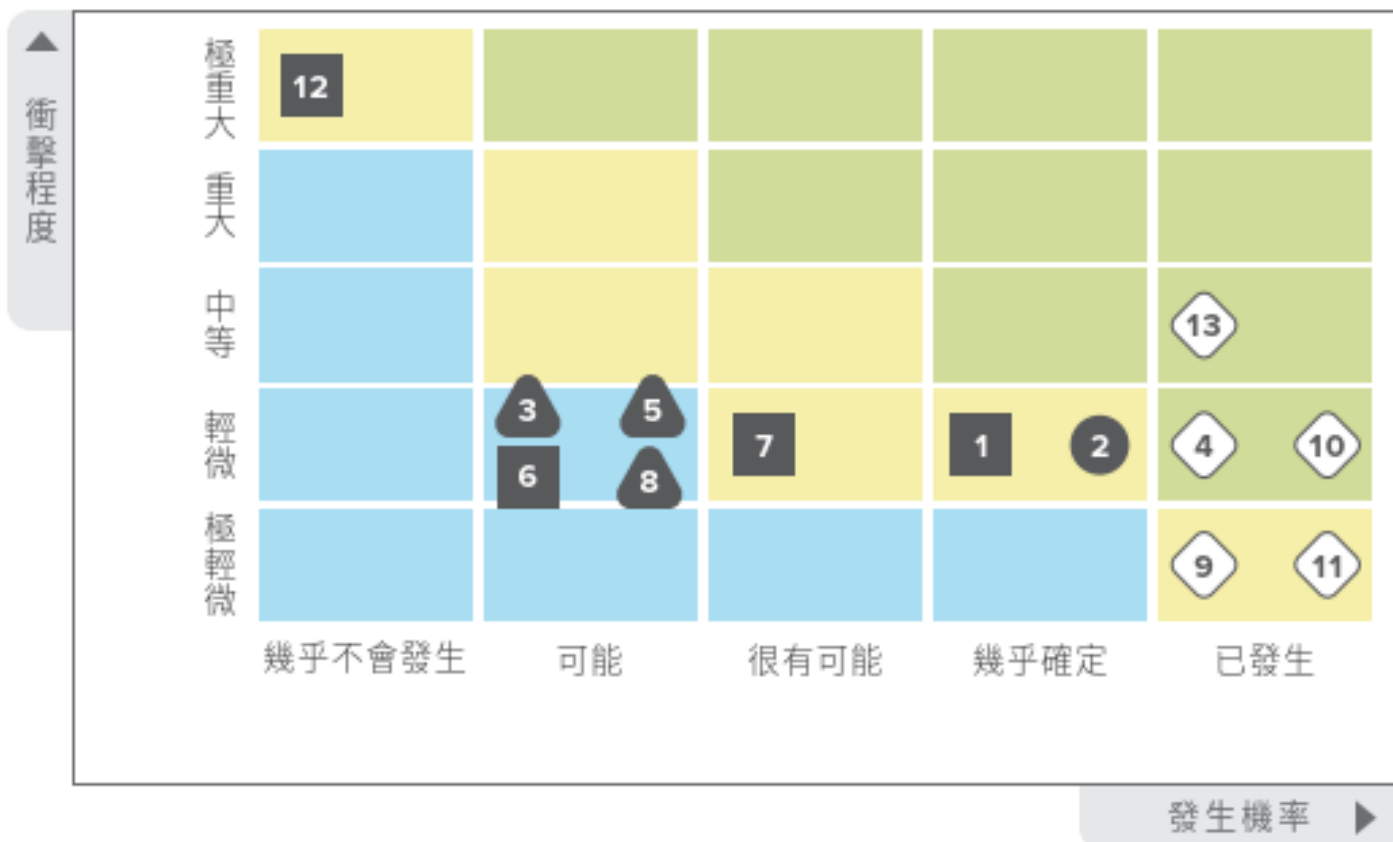 衝擊程度
極重大
12
重大
中等
13
輕微
3 5
6 8
7
1 2
4 10
極輕微
9 11
幾乎不會發生 可能 很有可能 幾乎確定 已發生
發生機率